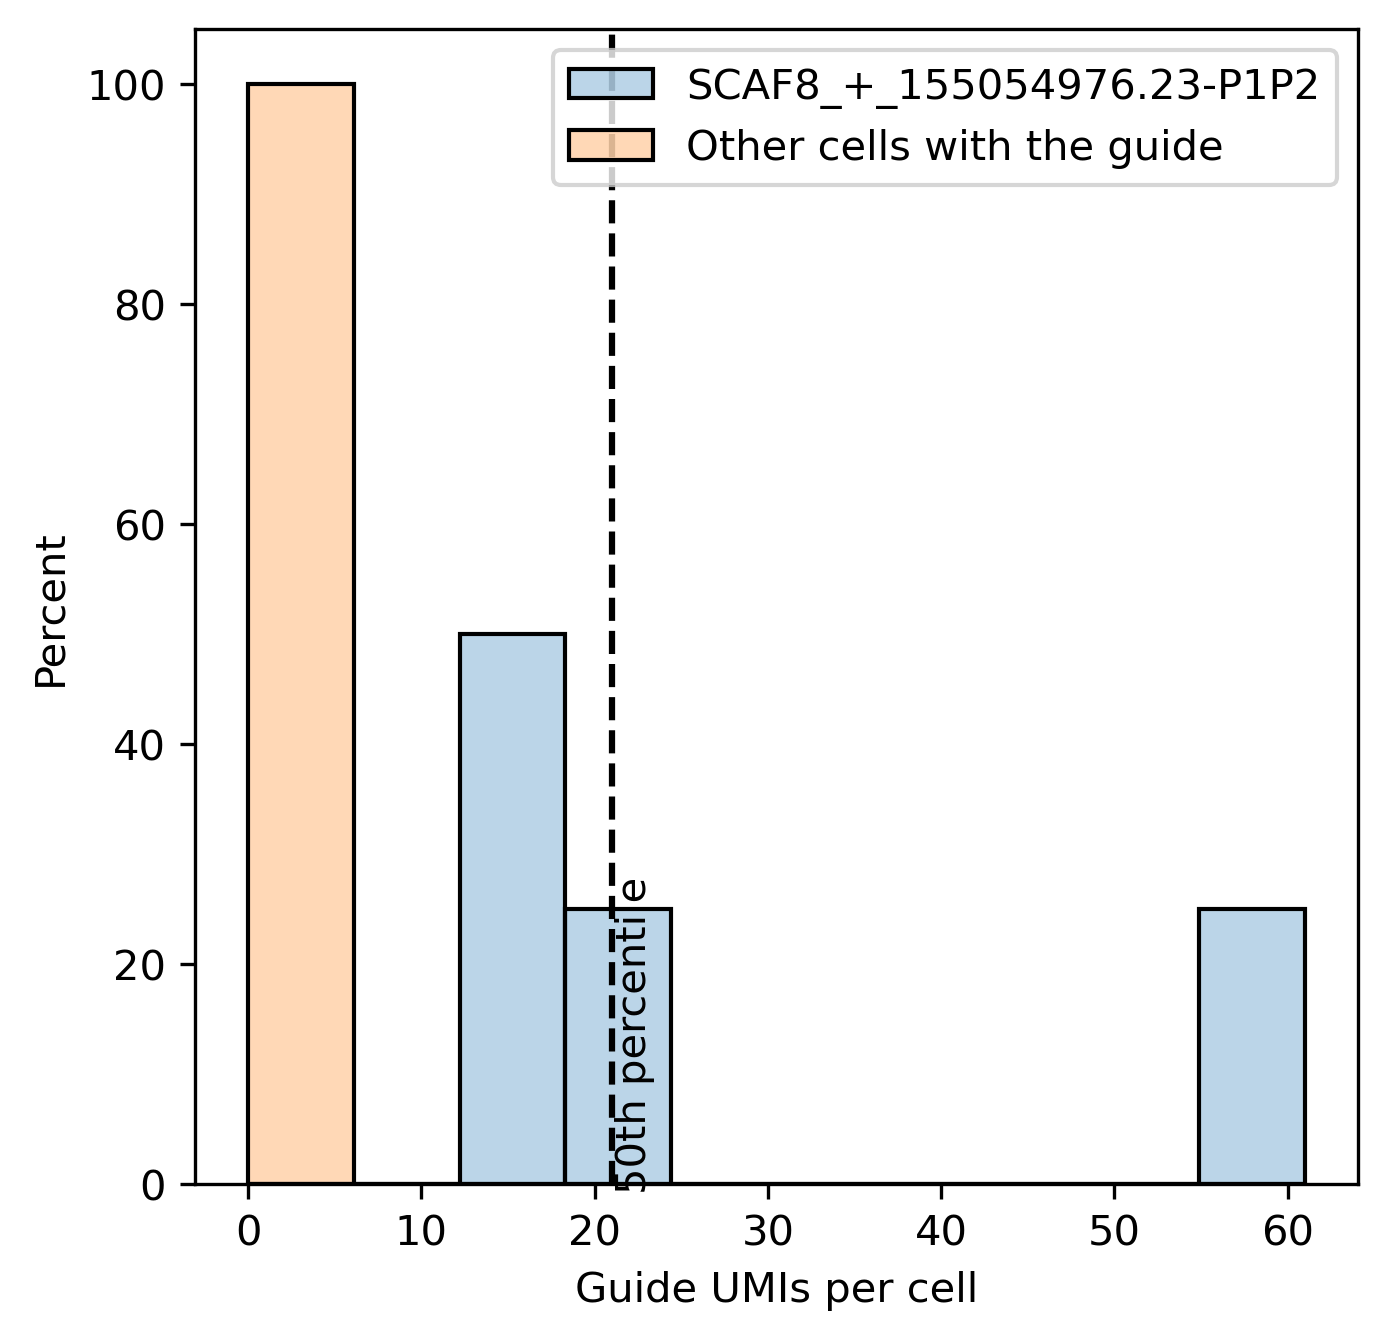 SCAF8_+_155054976.23-P1P2
Other cells with the guide
100
80
60
40
20
0
Percent
50th percentile
0 10 20 30 40 50 60
Guide UMIs per cell